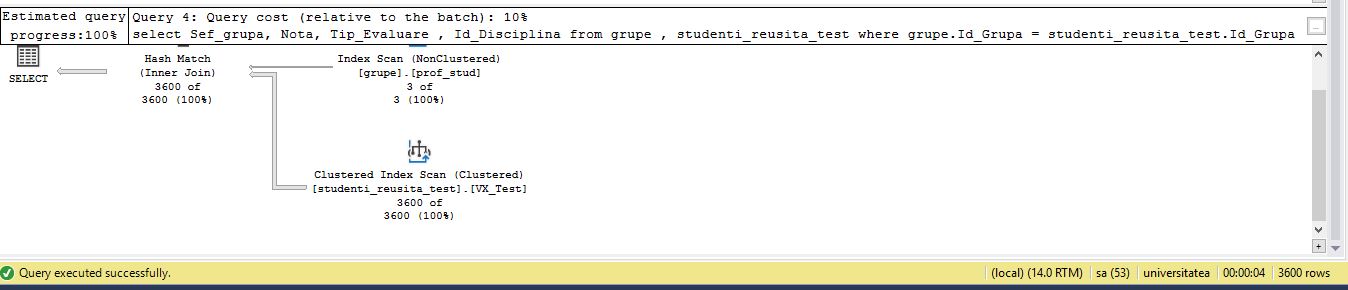 Estimated query
progress:100%
Query 4: Query cost (relative to the batch): 10%
select Sef_grupa, Nota, Tip_Evaluare , Id_Disciplina from grupe , studenti_reusita_test where grupe.Id_Grupa = studenti_reusita_test.Id_Grupa
...
SELECT
Hash Match
(Inner Join)
3600 of
3600 (100%)
Index Scan (NonClustered)
[grupe].[prof_stud]
3 of
3 (100%)
Clustered Index Scan (Clustered)
[studenti_reusita_test].[VX_Test]
3600 of
3600 (100%)
Query executed successfully.
(local) (14.0 RTM)
sa (53)
universitatea
00:00:04
3600 rows